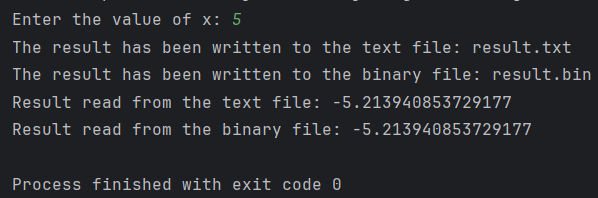 Enter the value of x: 5
The result has been written to the text file: result.txt
The result has been written to the binary file: result.bin
Result read from the text file: -5.213940853729177
Result read from the binary file: -5.213940853729177
Process finished with exit code 0